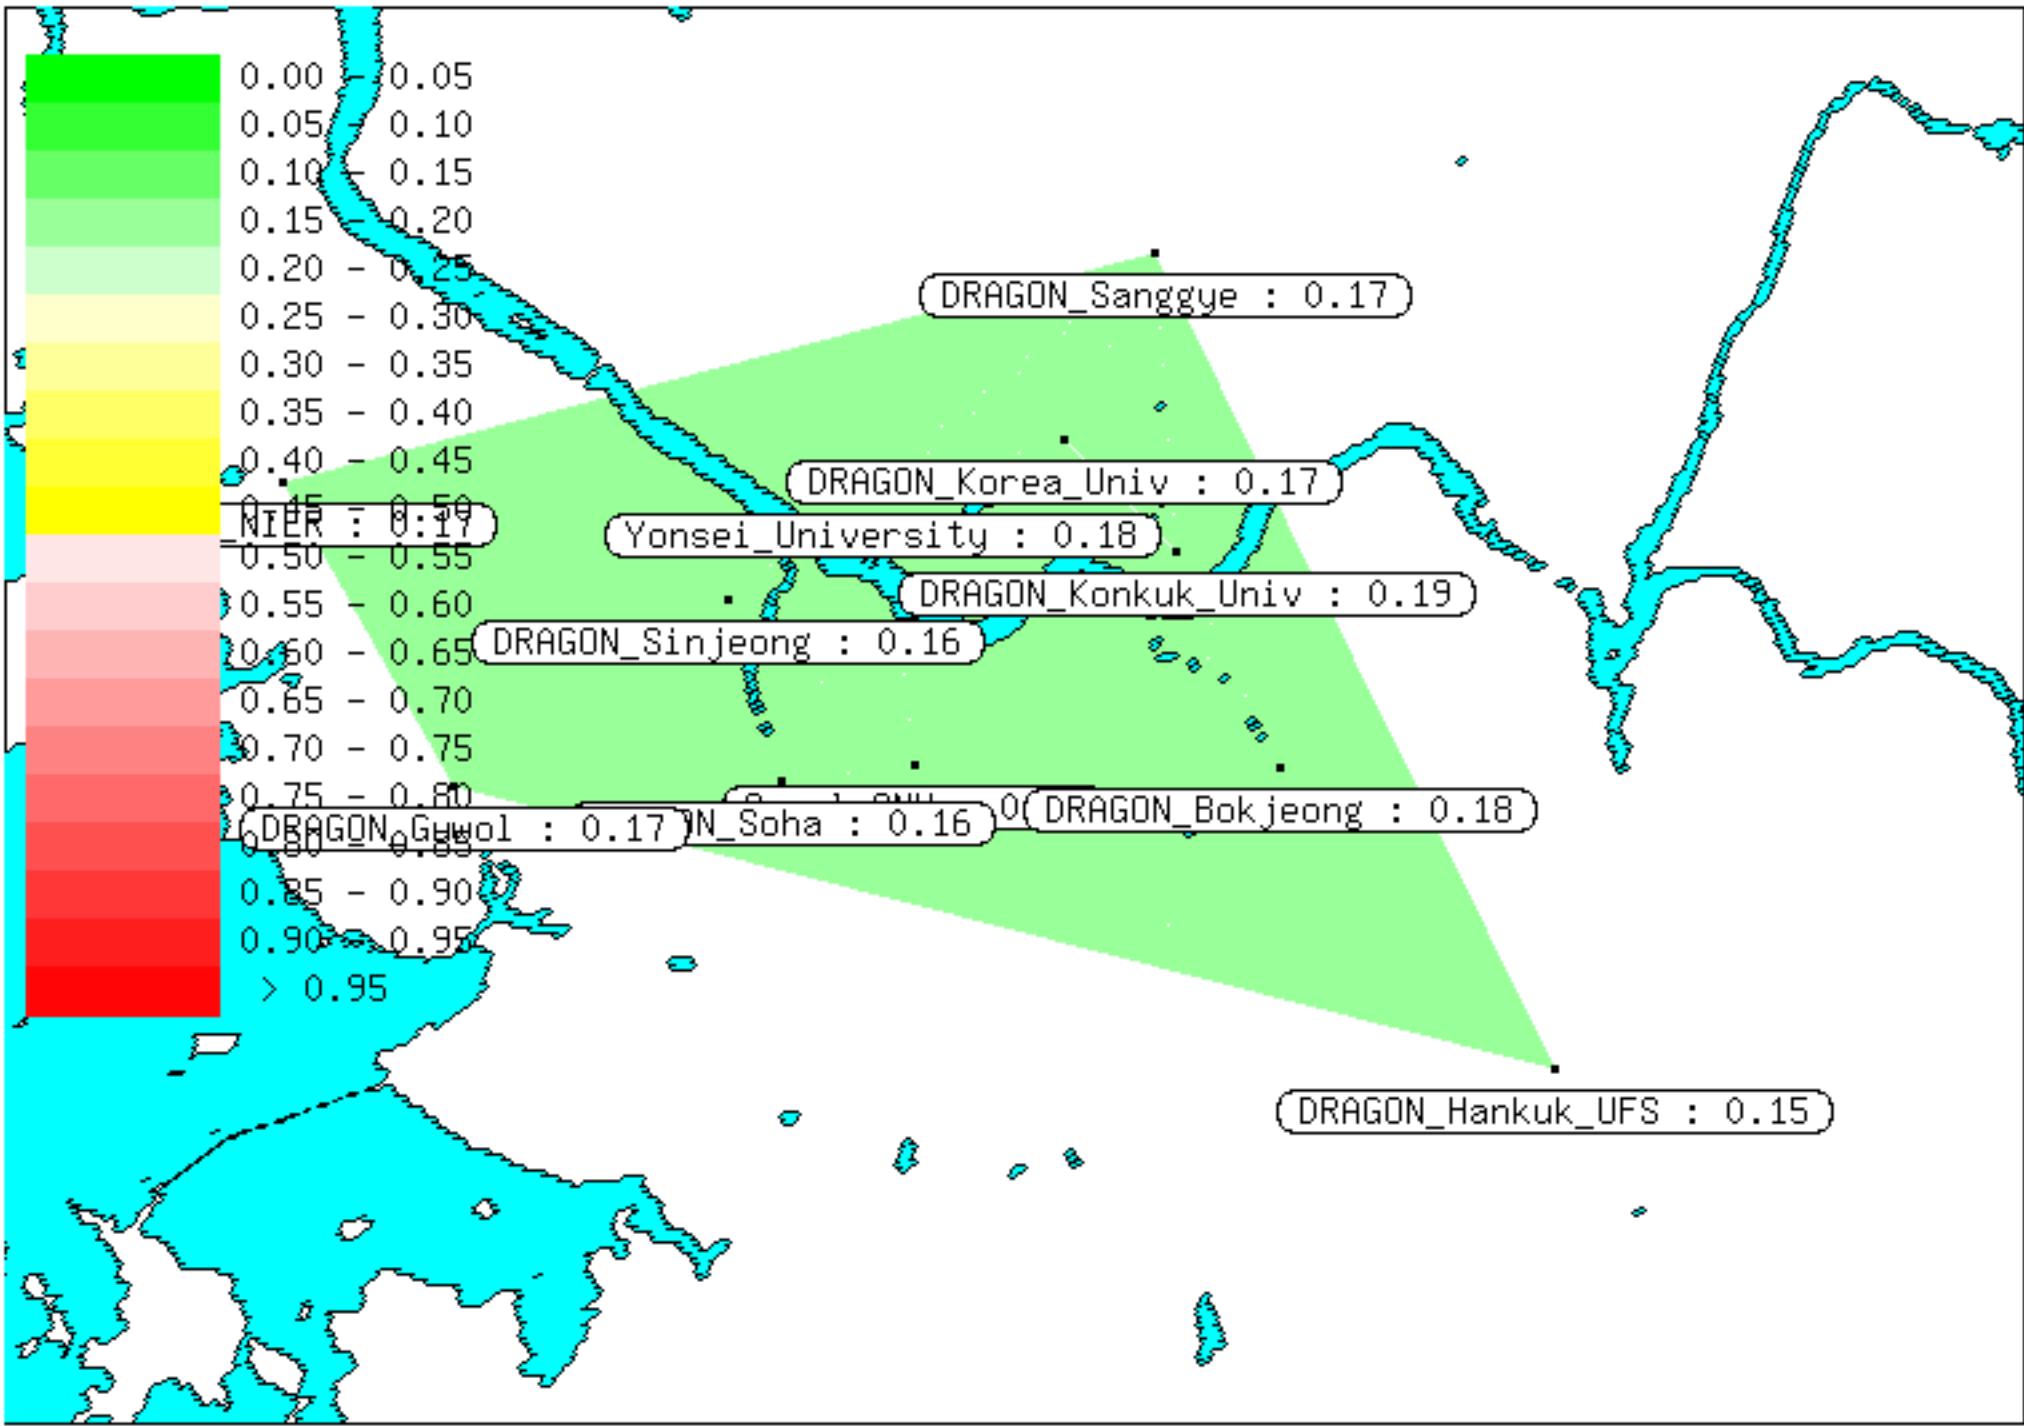 0.00 - 0.05
0.05 - 0.10
0.10 - 0.15
0.15 - 0.20
0.20 - 0.25
0.25 - 0.30
0.30 - 0.35
0.35 - 0.40
0.40 - 0.45
0.45 - 0.50
0.50 - 0.55
0.55 - 0.60
0.60 - 0.65
0.65 - 0.70
0.70 - 0.75
0.75 - 0.80
0.80 - 0.85
0.85 - 0.90
0.90 - 0.95
> 0.95
DRAGON_Sanggye : 0.17
DRAGON_Korea_Univ : 0.17
_NIER : 0.17
Yonsei_University : 0.18
DRAGON_Konkuk_Univ : 0.19
DRAGON_Sinjeong : 0.16
DRAGON_Bokjeong : 0.18
DRAGON_Guwol : 0.17
N_Soha : 0.16
DRAGON_Hankuk_UFS : 0.15